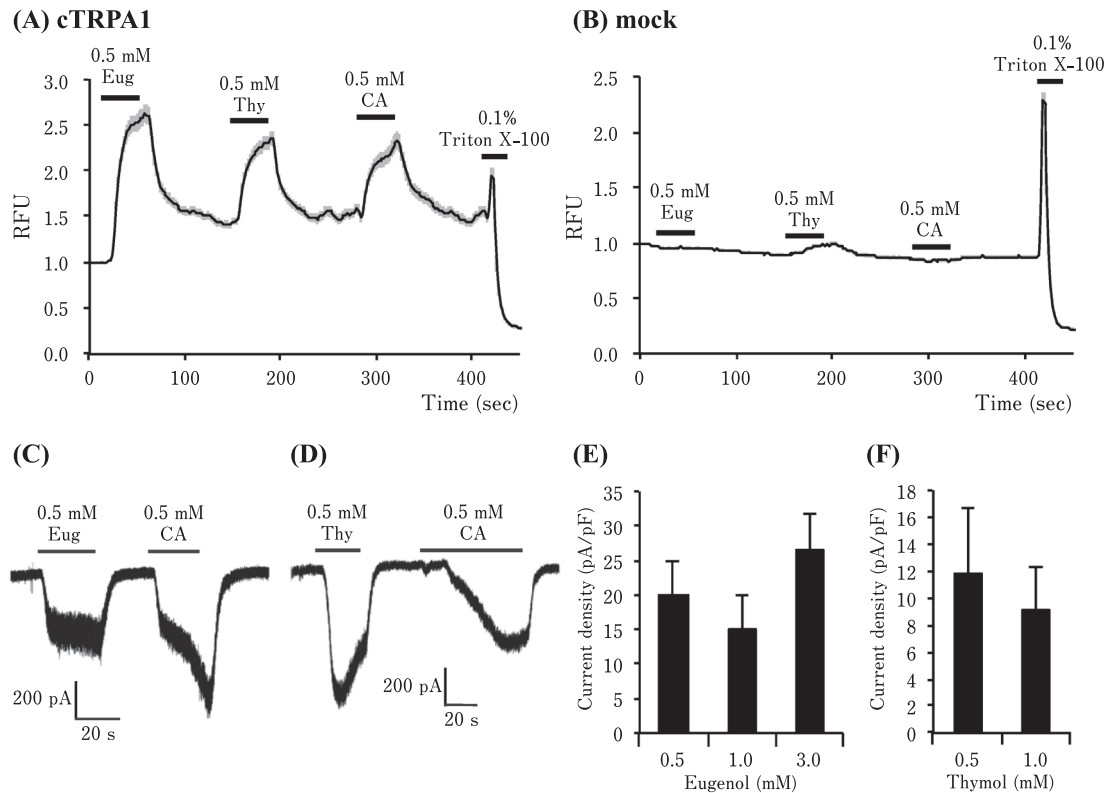 (A) cTRPA1
0.5 mM
Eug
0.5 mM
Thy
0.5 mM
CA
0.1%
Triton X-100
RFU
3.0
2.5
2.0
1.5
1.0
0.5
0.0
0
100
200
300
400
Time (sec)
(B) mock
0.1%
Triton X-100
0.5 mM
Eug
0.5 mM
Thy
0.5 mM
CA
RFU
2.5
2.0
1.5
1.0
0.5
0.0
0
100
200
300
400
Time (sec)
(C)
0.5 mM
Eug
0.5 mM
CA
200 pA
20 s
(D)
0.5 mM
Thy
0.5 mM
CA
200 pA
20 s
(E)
Current density (pA/pF)
40
35
30
25
20
15
10
5
0
0.5
1.0
3.0
Eugenol (mM)
(F)
Current density (pA/pF)
18
16
14
12
10
8
6
4
2
0
0.5
1.0
Thymol (mM)